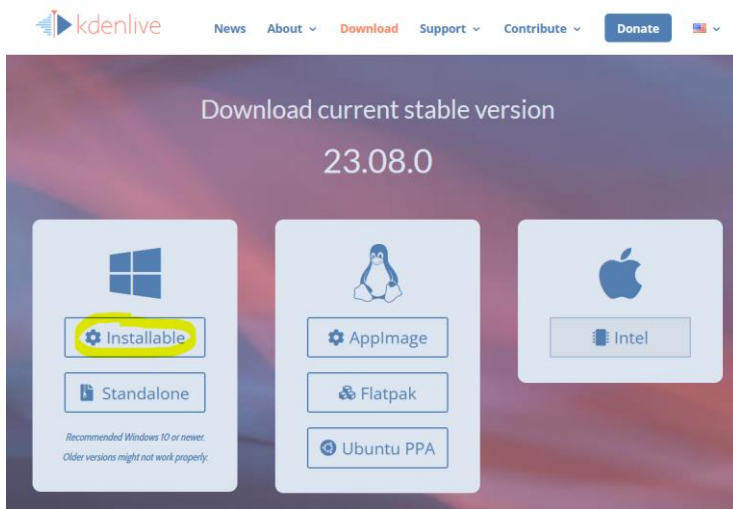 kdenlive
News About Download Support Contribute Donate
Download current stable version
23.08.0
Installable
Standalone
Recommended Windows 10 or newer.
Older versions might not work properly.
AppImage
Flatpak
Ubuntu PPA
Intel